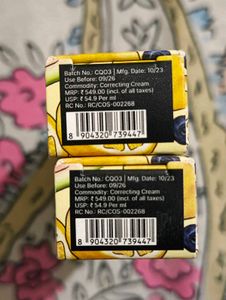 Batch No.: CQO3 | Mfg. Date: 10/23
Use Before: 09/26
Commodity: Correcting Cream
MRP: ₹ 549.00 (incl. of all taxes)
USP: ₹ 54.9 Per ml
RC No.: RC/COS-002268
8 904320 739447
Batch No.: CQO3 | Mfg. Date: 10/23
Use Before: 09/26
Commodity: Correcting Cream
MRP: ₹ 549.00 (incl. of all taxes)
USP: ₹ 54.9 Per ml
RC No.: RC/COS-002268
8 904320 739447